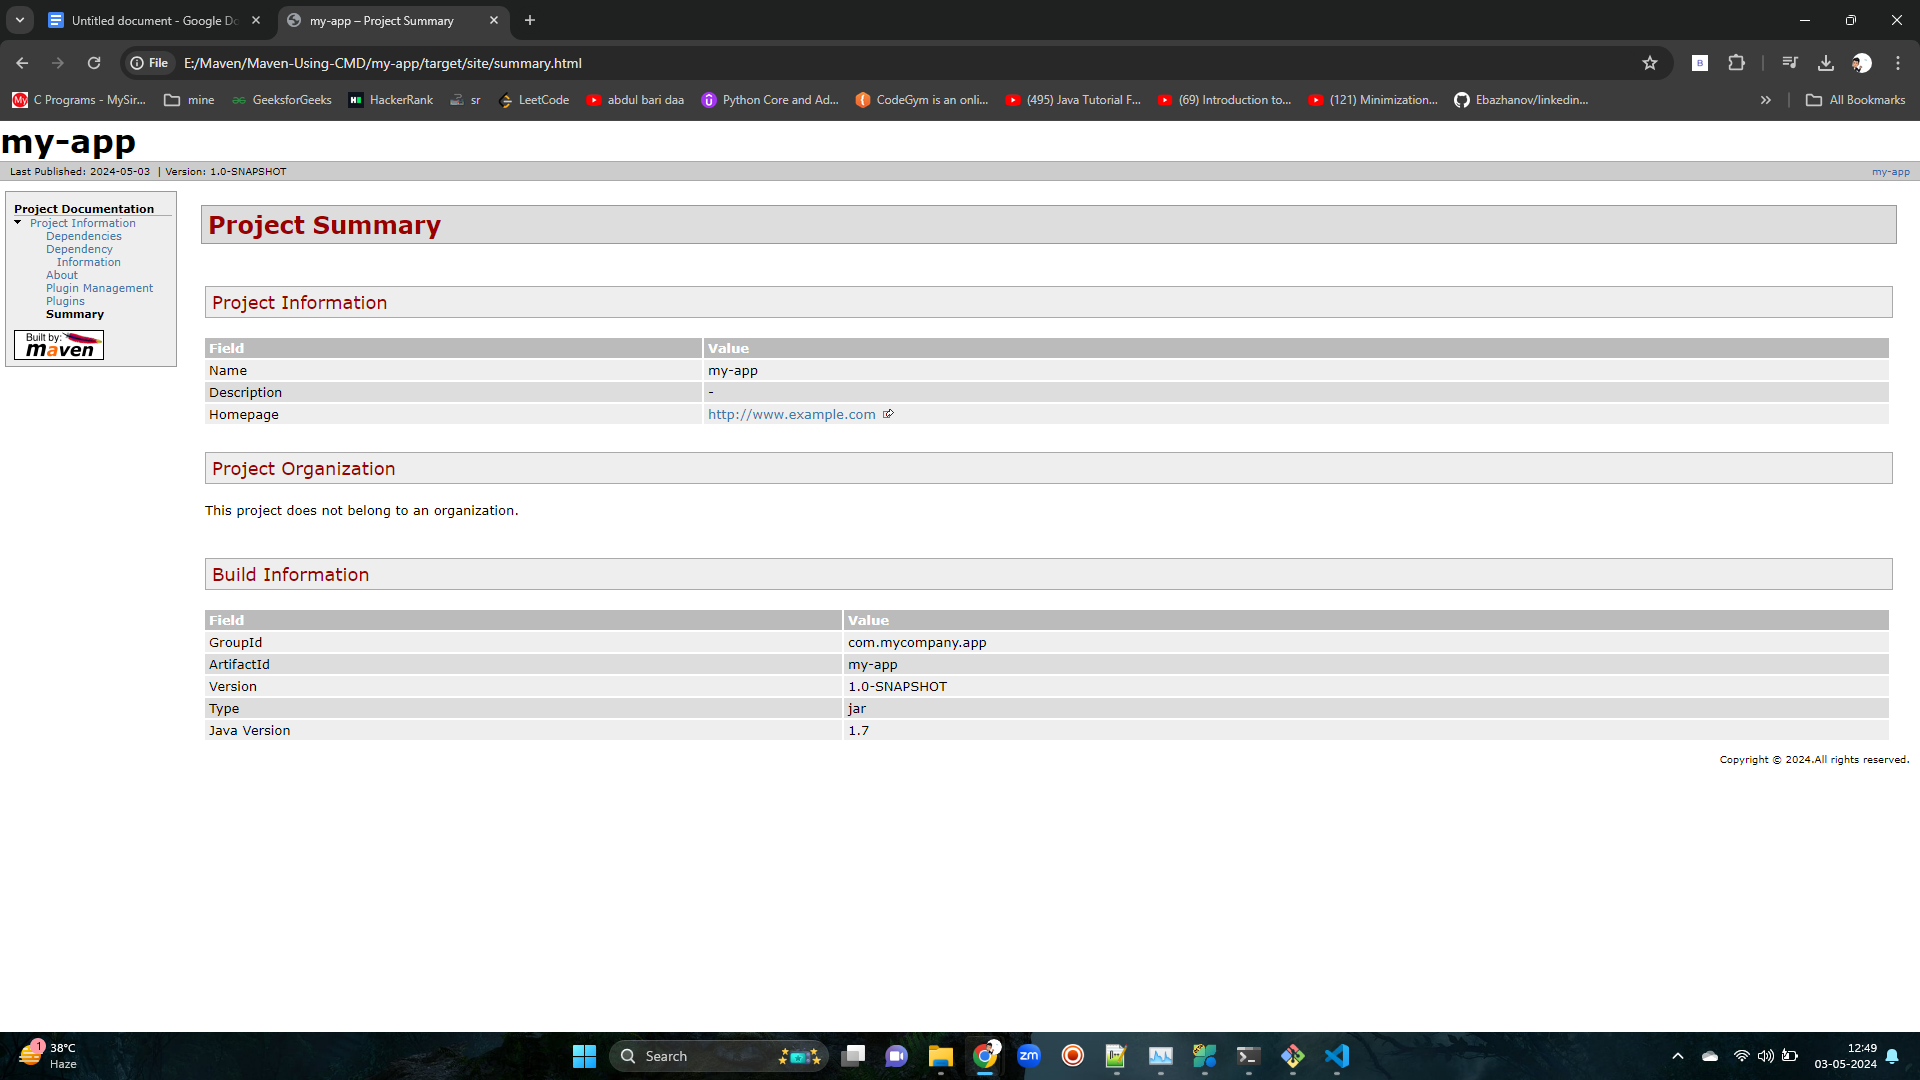 Untitled document - Google Do
my-app – Project Summary
File
E:/Maven/Maven-Using-CMD/my-app/target/site/summary.html
C Programs - MySir...
mine
GeeksforGeeks
HackerRank
sr
LeetCode
abdul bari daa
Python Core and Ad...
CodeGym is an onli...
(495) Java Tutorial F...
(69) Introduction to...
(121) Minimization...
Ebazhanov/linkedin...
All Bookmarks
my-app
Last Published: 2024-05-03 | Version: 1.0-SNAPSHOT
my-app
Project Documentation
Project Information
Dependencies
Dependency
Information
About
Plugin Management
Plugins
Summary
Built by:
maven
Project Summary
Project Information
Field Value
Name my-app
Description -
Homepage http://www.example.com
Project Organization
This project does not belong to an organization.
Build Information
Field Value
GroupId com.mycompany.app
ArtifactId my-app
Version 1.0-SNAPSHOT
Type jar
Java Version 1.7
Copyright © 2024.All rights reserved.
1
38°C
Haze
Search
zm
12:49
03-05-2024